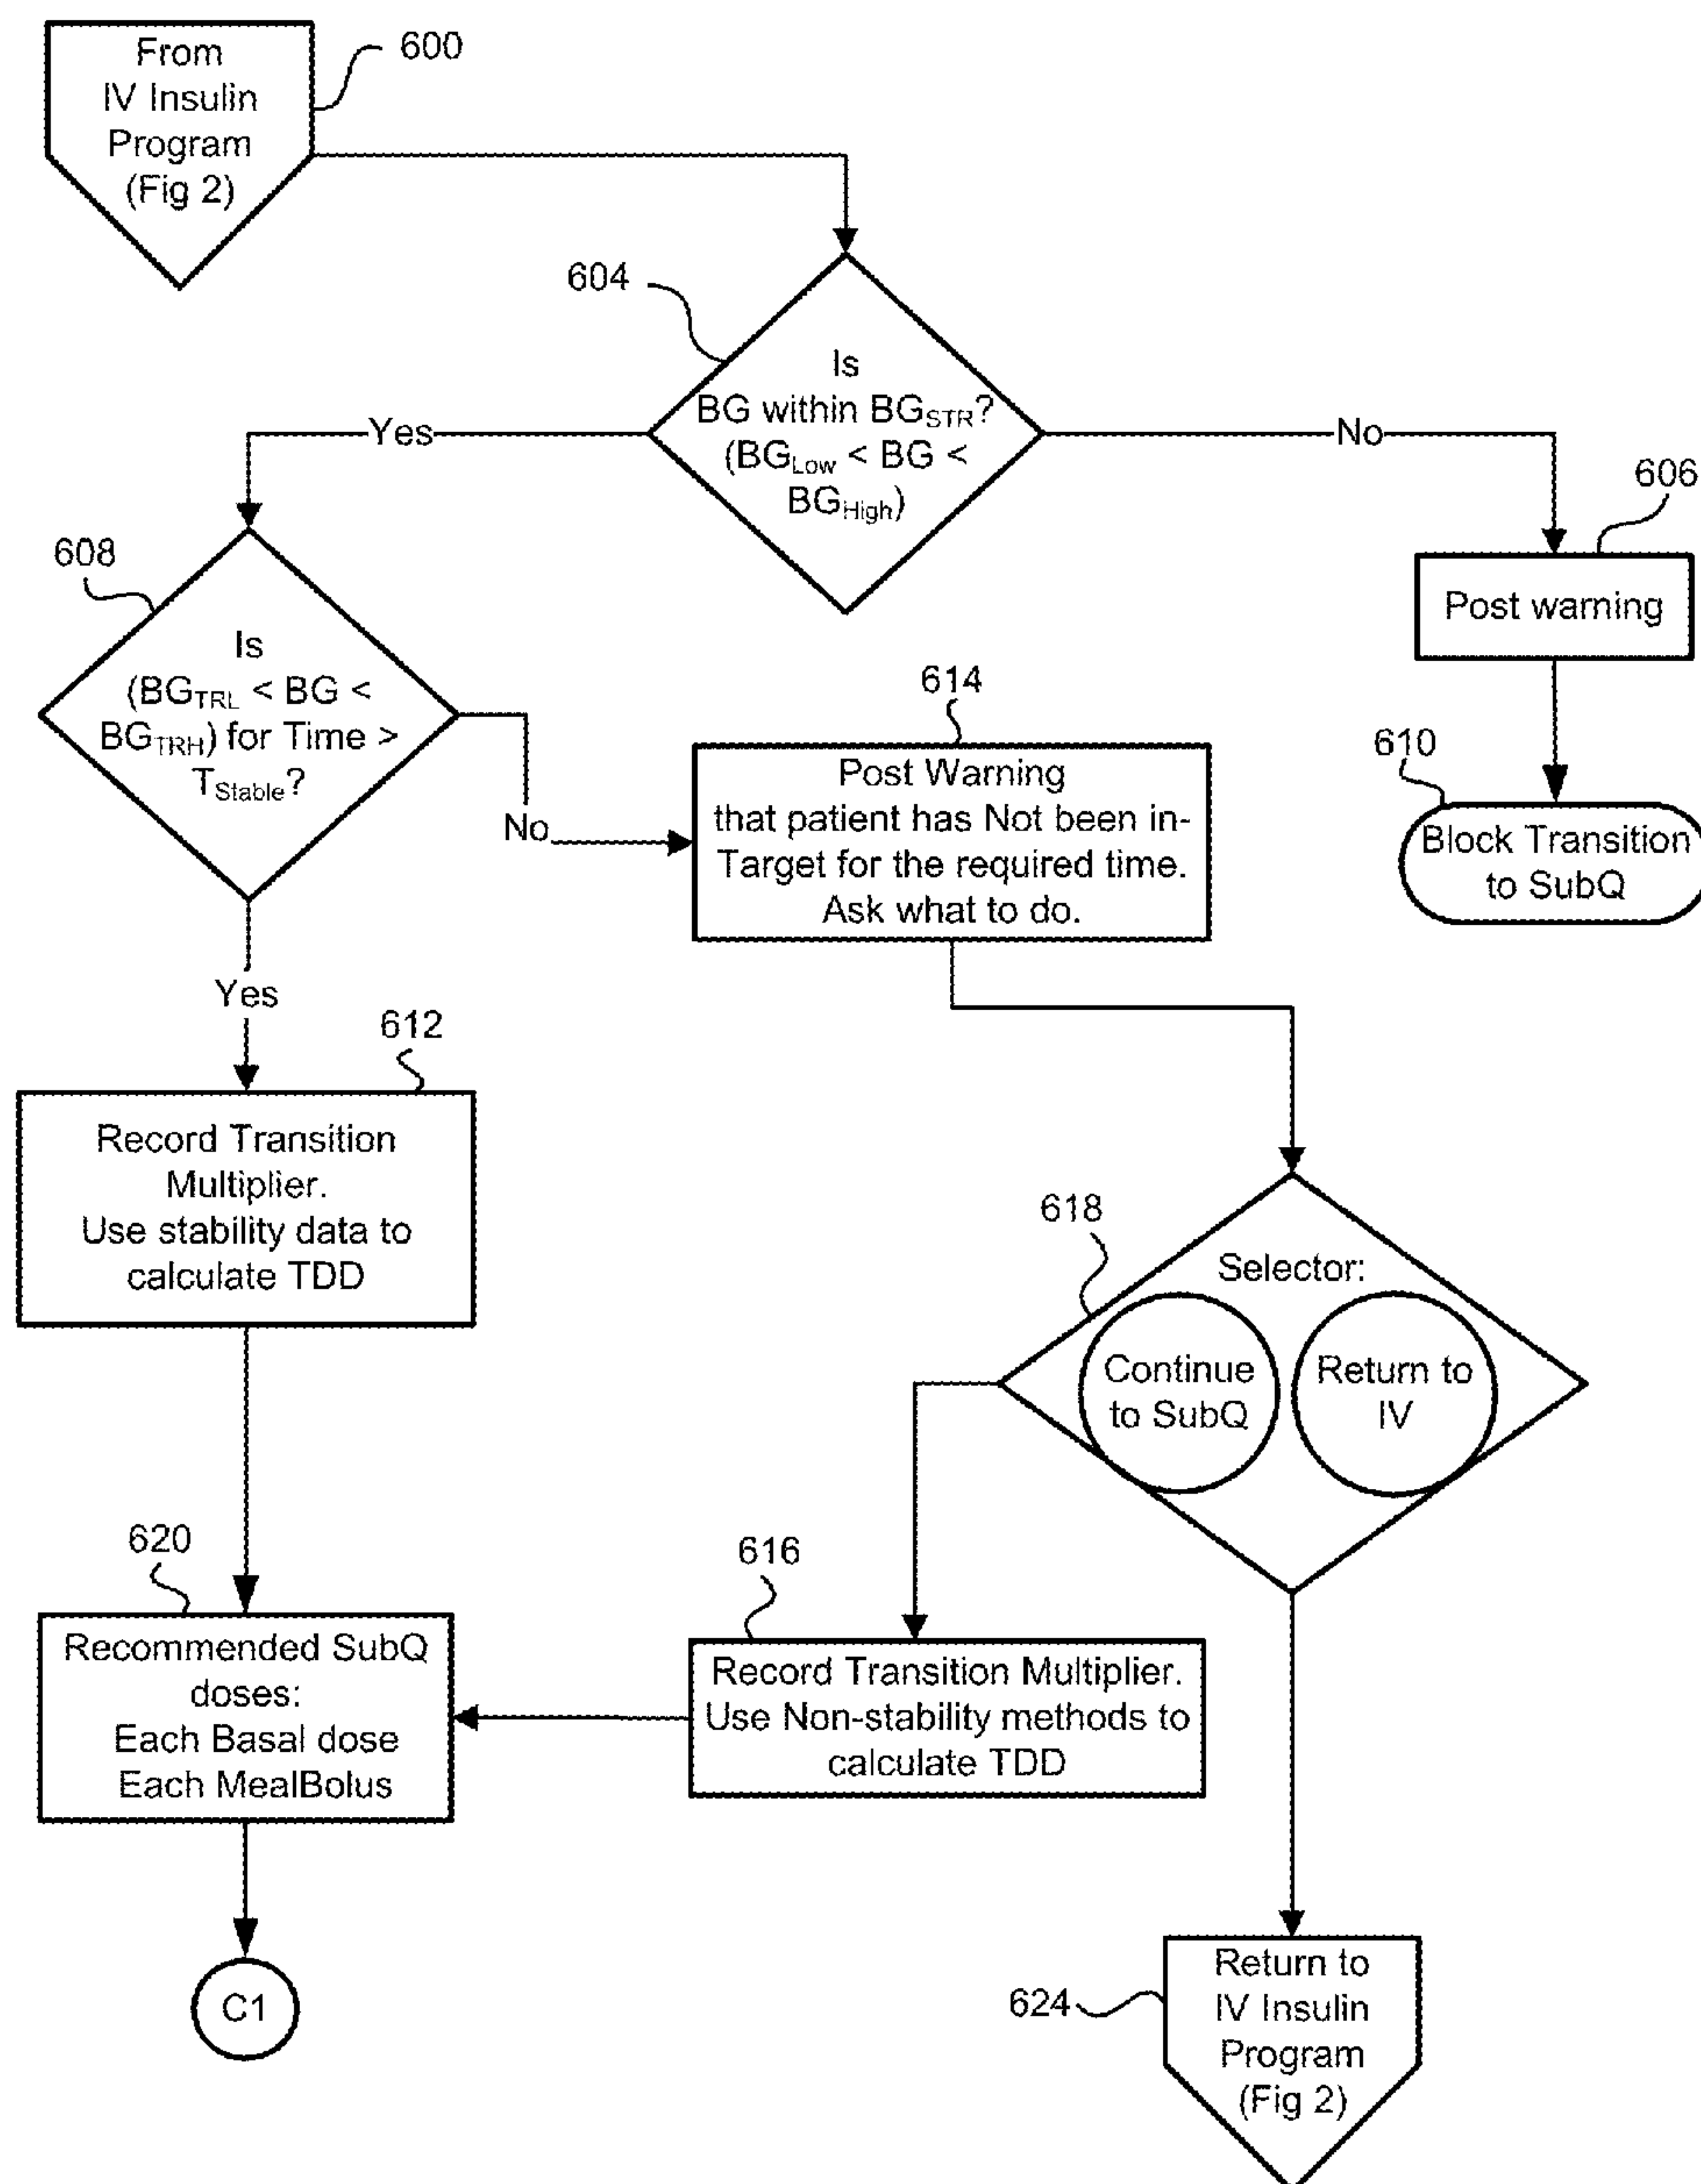 From
IV Insulin
Program
(Fig 2)
600
604
Is
BG within BGSTR?
(BGLow < BG <
BGHigh)
Yes
No
606
Post warning
608
Is
(BGTRL < BG <
BGTRH) for Time >
TStable?
No
Yes
614
Post Warning
that patient has Not been in-
Target for the required time.
Ask what to do.
610
Block Transition
to SubQ
612
Record Transition
Multiplier.
Use stability data to
calculate TDD
618
Selector:
Continue
to SubQ
Return to
IV
620
Recommended SubQ
doses:
Each Basal dose
Each MealBolus
616
Record Transition Multiplier.
Use Non-stability methods to
calculate TDD
C1
624
Return to
IV Insulin
Program
(Fig 2)